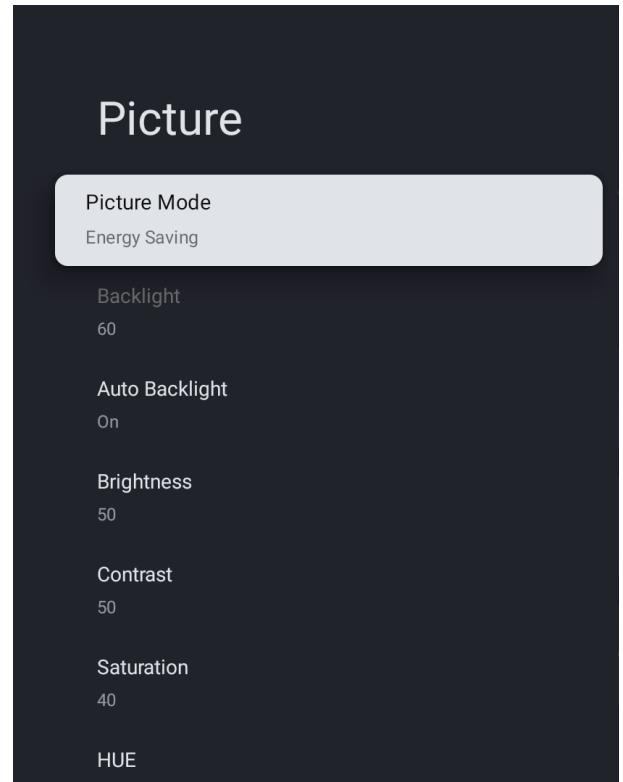 Picture
Picture Mode
Energy Saving
Backlight
60
Auto Backlight
On
Brightness
50
Contrast
50
Saturation
40
HUE